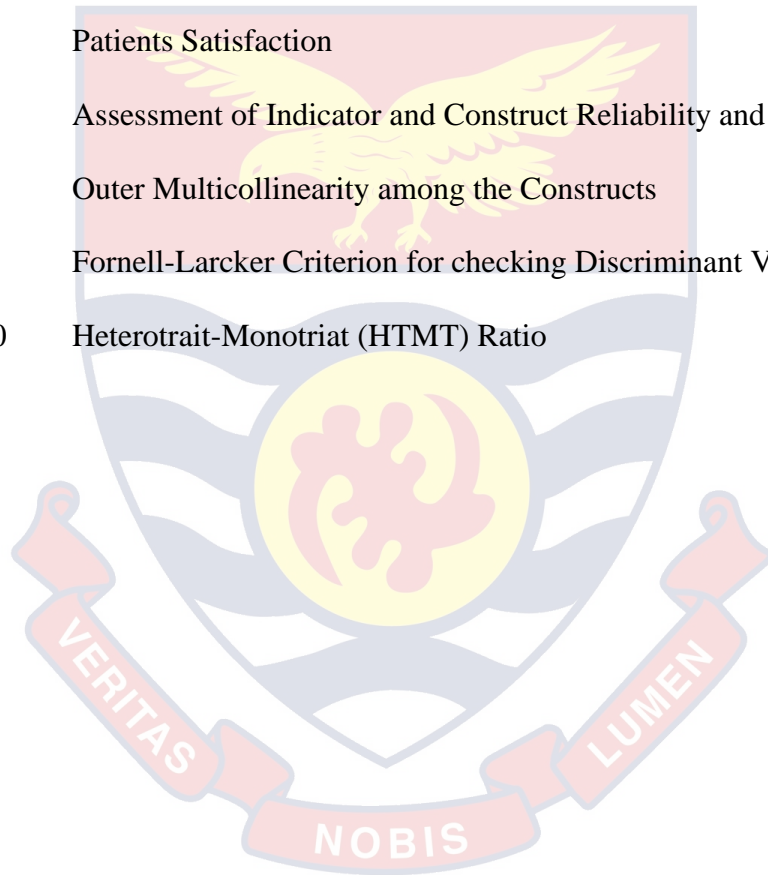 Patients Satisfaction
Assessment of Indicator and Construct Reliability and
Outer Multicollinearity among the Constructs
Fornell-Larcker Criterion for checking Discriminant V
0 Heterotrait-Monotriat (HTMT) Ratio
VERITAS
NOBIS
LUMEN